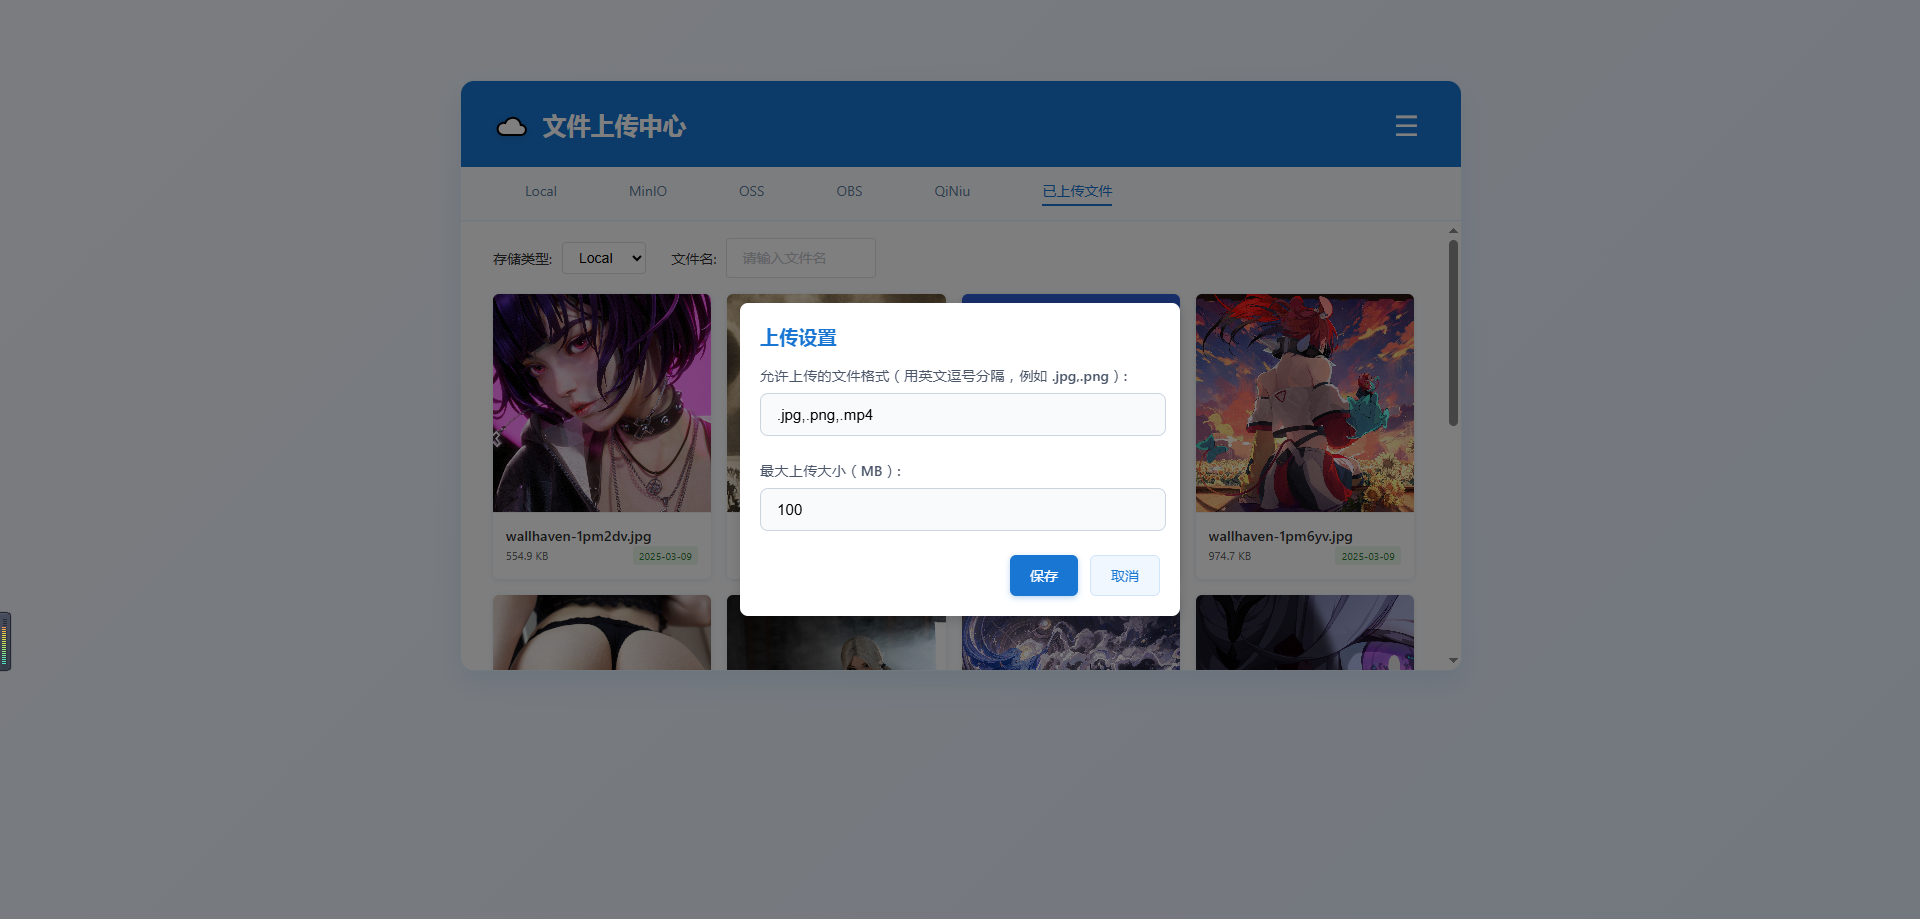 文件上传中心
Local
MinIO
OSS
OBS
QiNiu
已上传文件
存储类型:
Local
文件名:
请输入文件名
上传设置
允许上传的文件格式（用英文逗号分隔，例如 .jpg,.png）:
.jpg,.png,.mp4
最大上传大小（MB）:
100
保存
取消
wallhaven-1pm2dv.jpg
554.9 KB
2025-03-09
wallhaven-1pm6yv.jpg
974.7 KB
2025-03-09